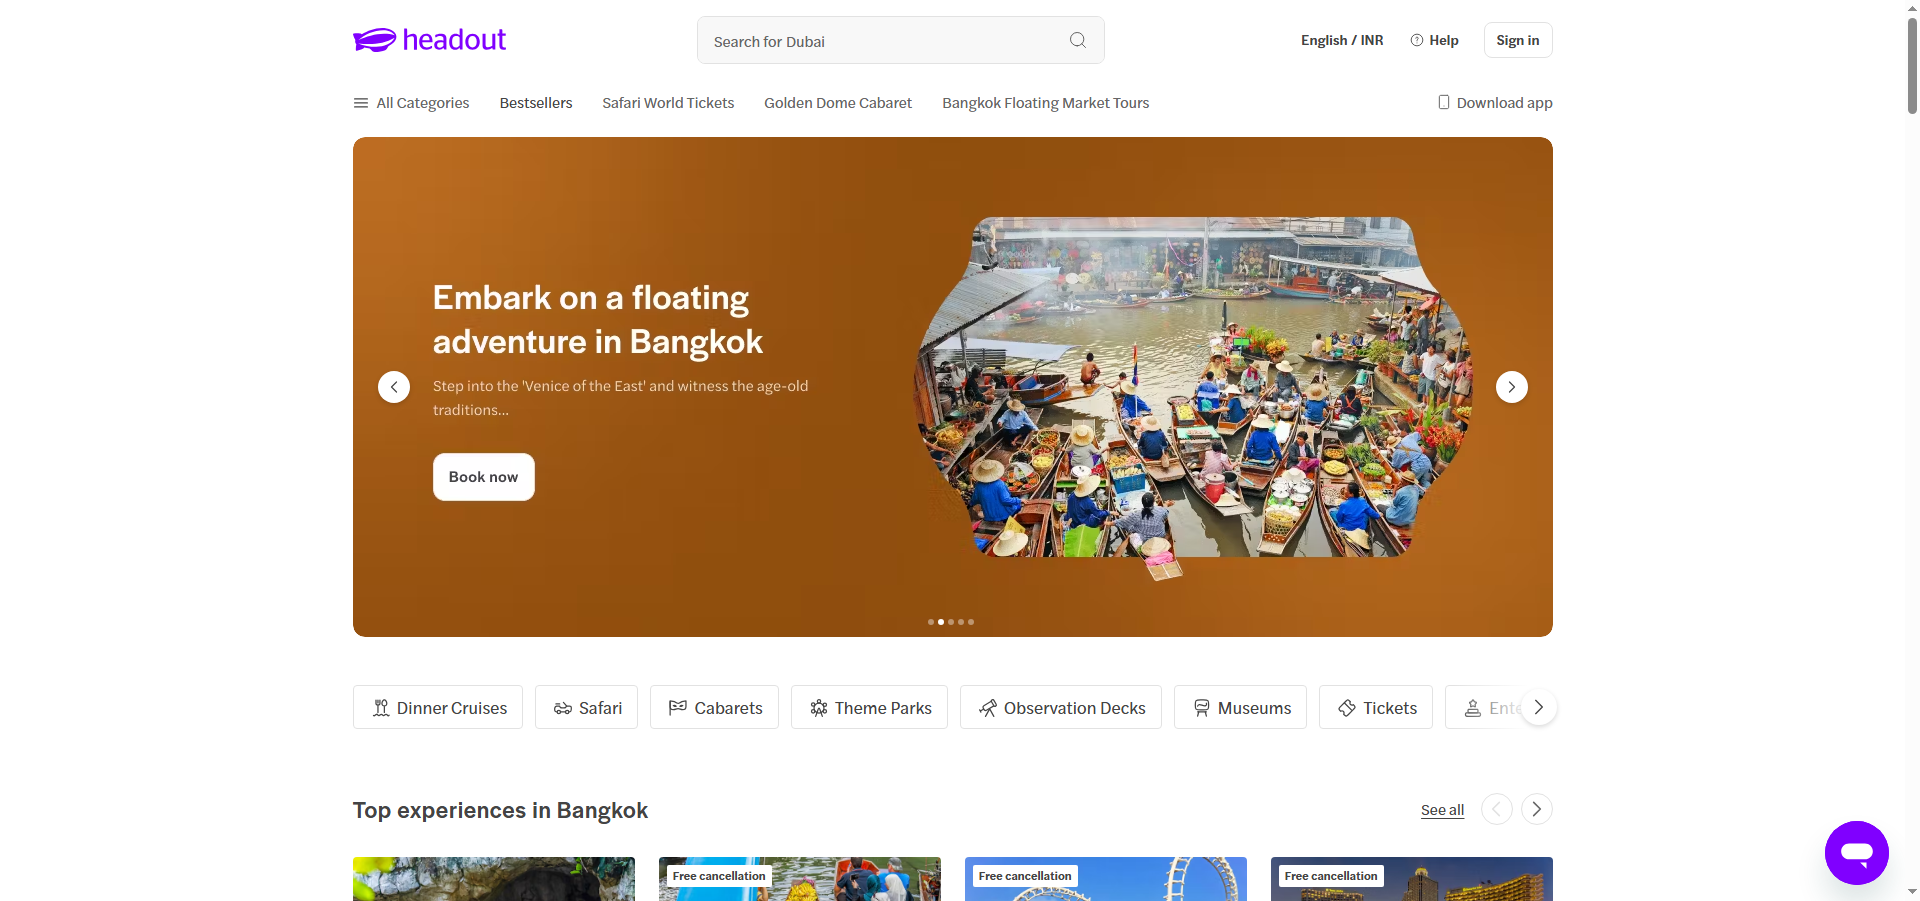 headout
Search for Dubai
English / INR
Help
Sign in
All Categories
Bestsellers
Safari World Tickets
Golden Dome Cabaret
Bangkok Floating Market Tours
Download app
Embark on a floating
adventure in Bangkok
Step into the 'Venice of the East' and witness the age-old
traditions...
Book now
Dinner Cruises
Safari
Cabarets
Theme Parks
Observation Decks
Museums
Tickets
Ente
Top experiences in Bangkok
See all
Free cancellation
Free cancellation
Free cancellation